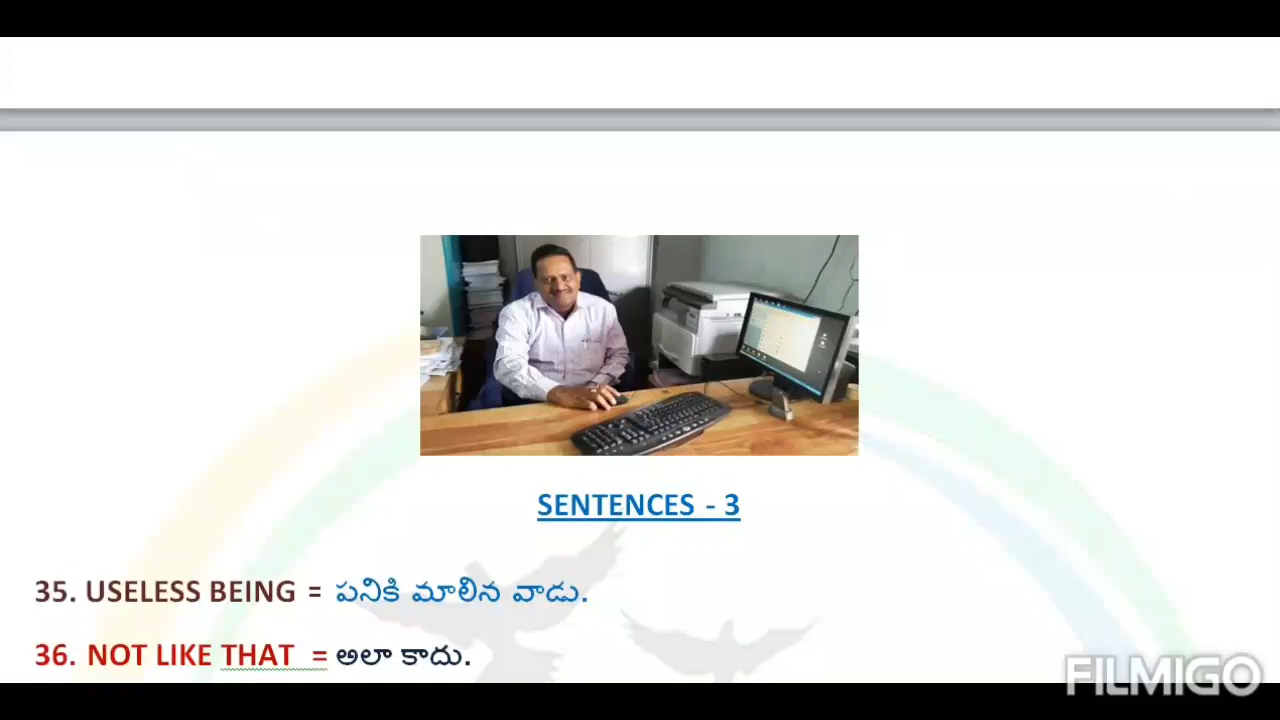 SENTENCES - 3
35. USELESS BEING = పనికి మాలిన వాడు.
36. NOT LIKE THAT = అలా కాదు.
FILMIGO